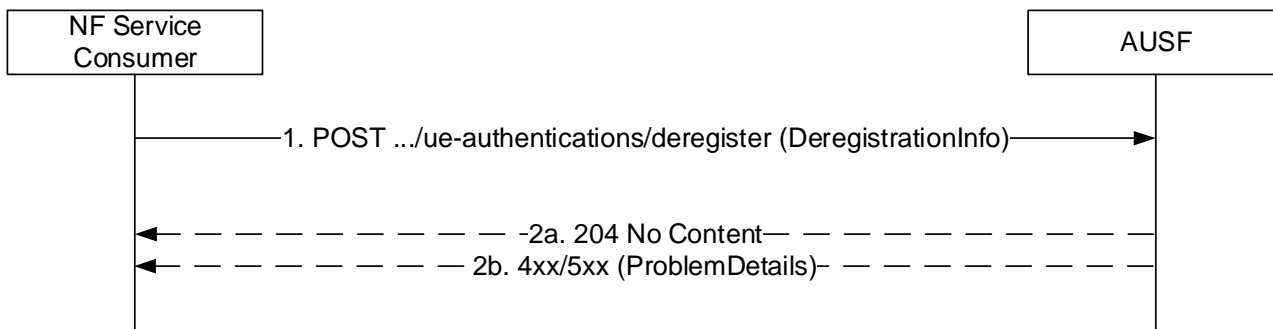 NF Service
Consumer
AUSF
1. POST .../ue-authentications/deregister (DeregistrationInfo)
2a. 204 No Content
2b. 4xx/5xx (ProblemDetails)